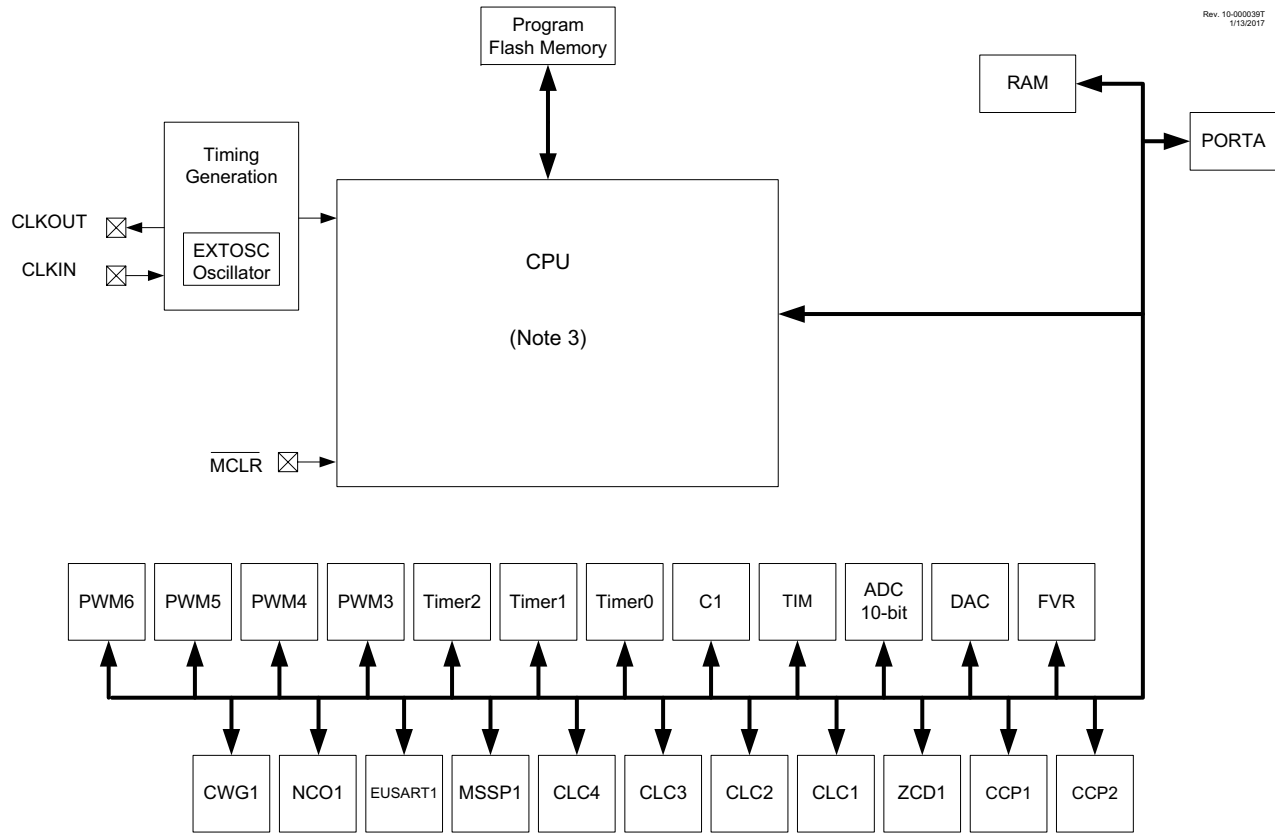 Rev. 10-000039T
1/13/2017
Program
Flash Memory
RAM
PORTA
Timing
Generation
EXTOSC
Oscillator
CLKOUT
CLKIN
CPU
(Note 3)
MCLR
PWM6
PWM5
PWM4
PWM3
Timer2
Timer1
Timer0
C1
TIM
ADC
10-bit
DAC
FVR
CWG1
NCO1
EUSART1
MSSP1
CLC4
CLC3
CLC2
CLC1
ZCD1
CCP1
CCP2